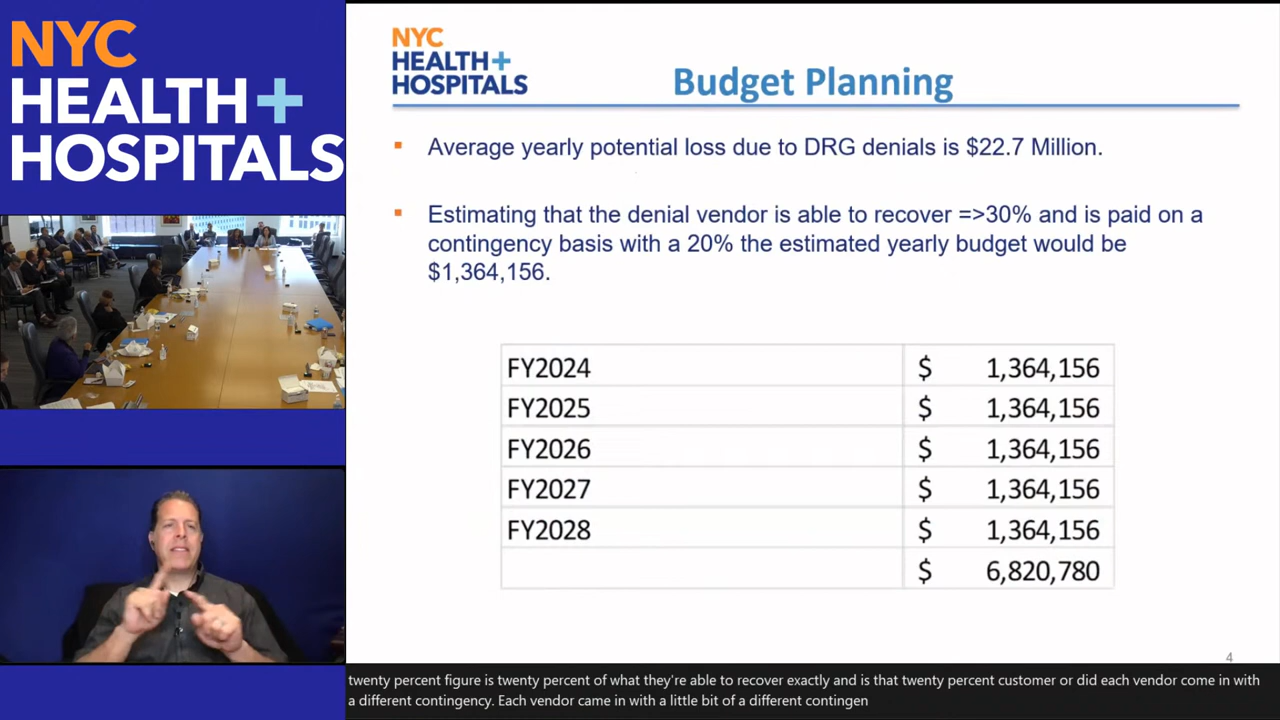 NYC
HEALTH+
HOSPITALS
NYC
HEALTH+
HOSPITALS
Budget Planning
▪ Average yearly potential loss due to DRG denials is $22.7 Million.
▪ Estimating that the denial vendor is able to recover =>30% and is paid on a
contingency basis with a 20% the estimated yearly budget would be
$1,364,156.
FY2024 $ 1,364,156
FY2025 $ 1,364,156
FY2026 $ 1,364,156
FY2027 $ 1,364,156
FY2028 $ 1,364,156
$ 6,820,780
4
twenty percent figure is twenty percent of what they're able to recover exactly and is that twenty percent customer or did each vendor come in with
a different contingency. Each vendor came in with a little bit of a different contingen